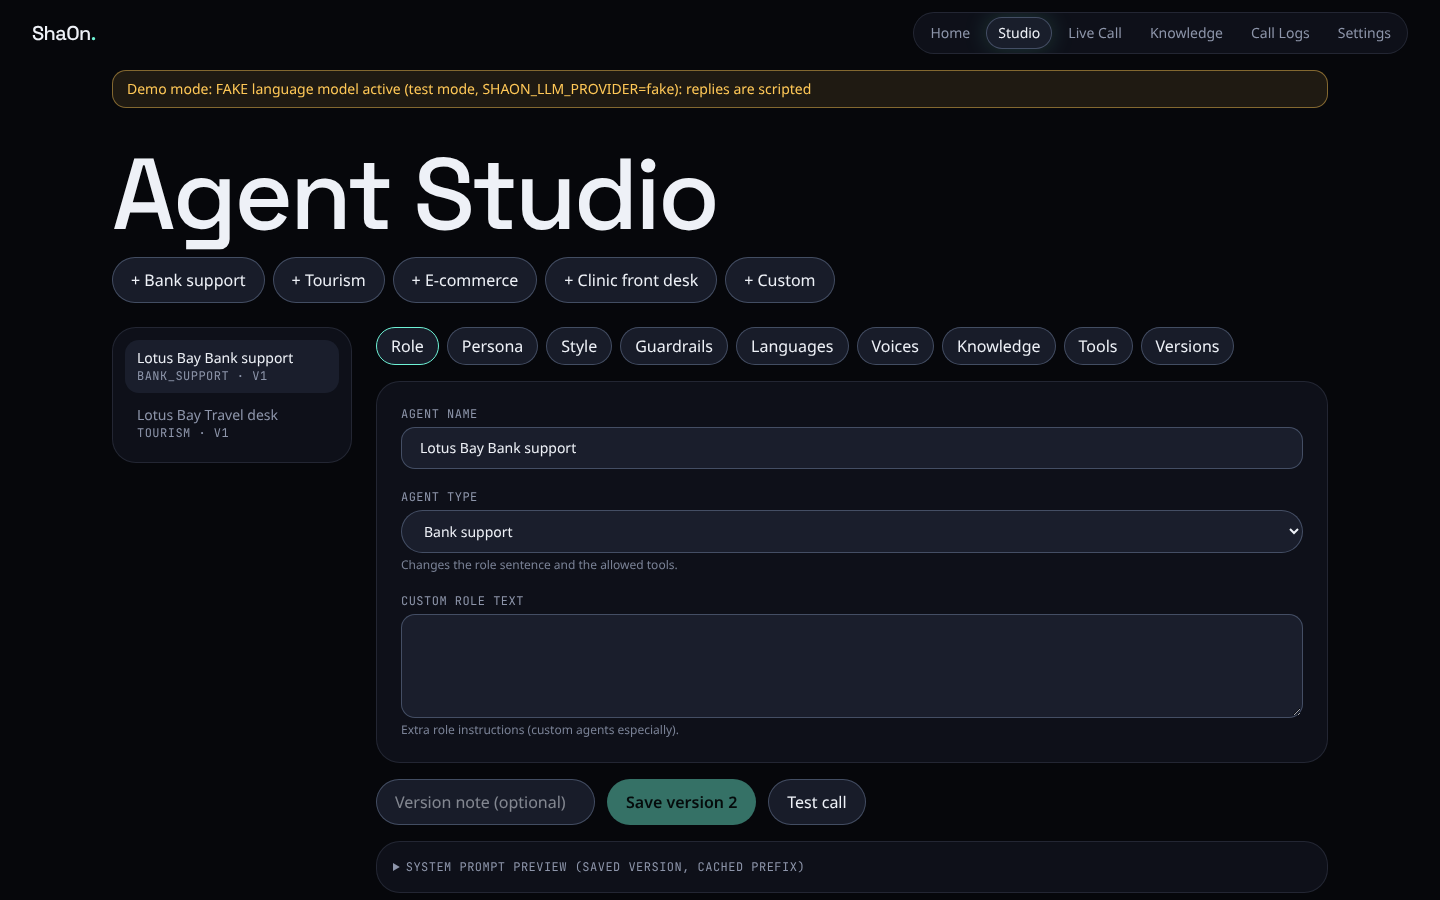 ShaOn.
Home Studio Live Call Knowledge Call Logs Settings
Demo mode: FAKE language model active (test mode, SHAON_LLM_PROVIDER=fake): replies are scripted
Agent Studio
+ Bank support + Tourism + E-commerce + Clinic front desk + Custom
Lotus Bay Bank support
BANK_SUPPORT · V1
Lotus Bay Travel desk
TOURISM · V1
Role Persona Style Guardrails Languages Voices Knowledge Tools Versions
AGENT NAME
Lotus Bay Bank support
AGENT TYPE
Bank support
Changes the role sentence and the allowed tools.
CUSTOM ROLE TEXT
Extra role instructions (custom agents especially).
Version note (optional) Save version 2 Test call
SYSTEM PROMPT PREVIEW (SAVED VERSION, CACHED PREFIX)